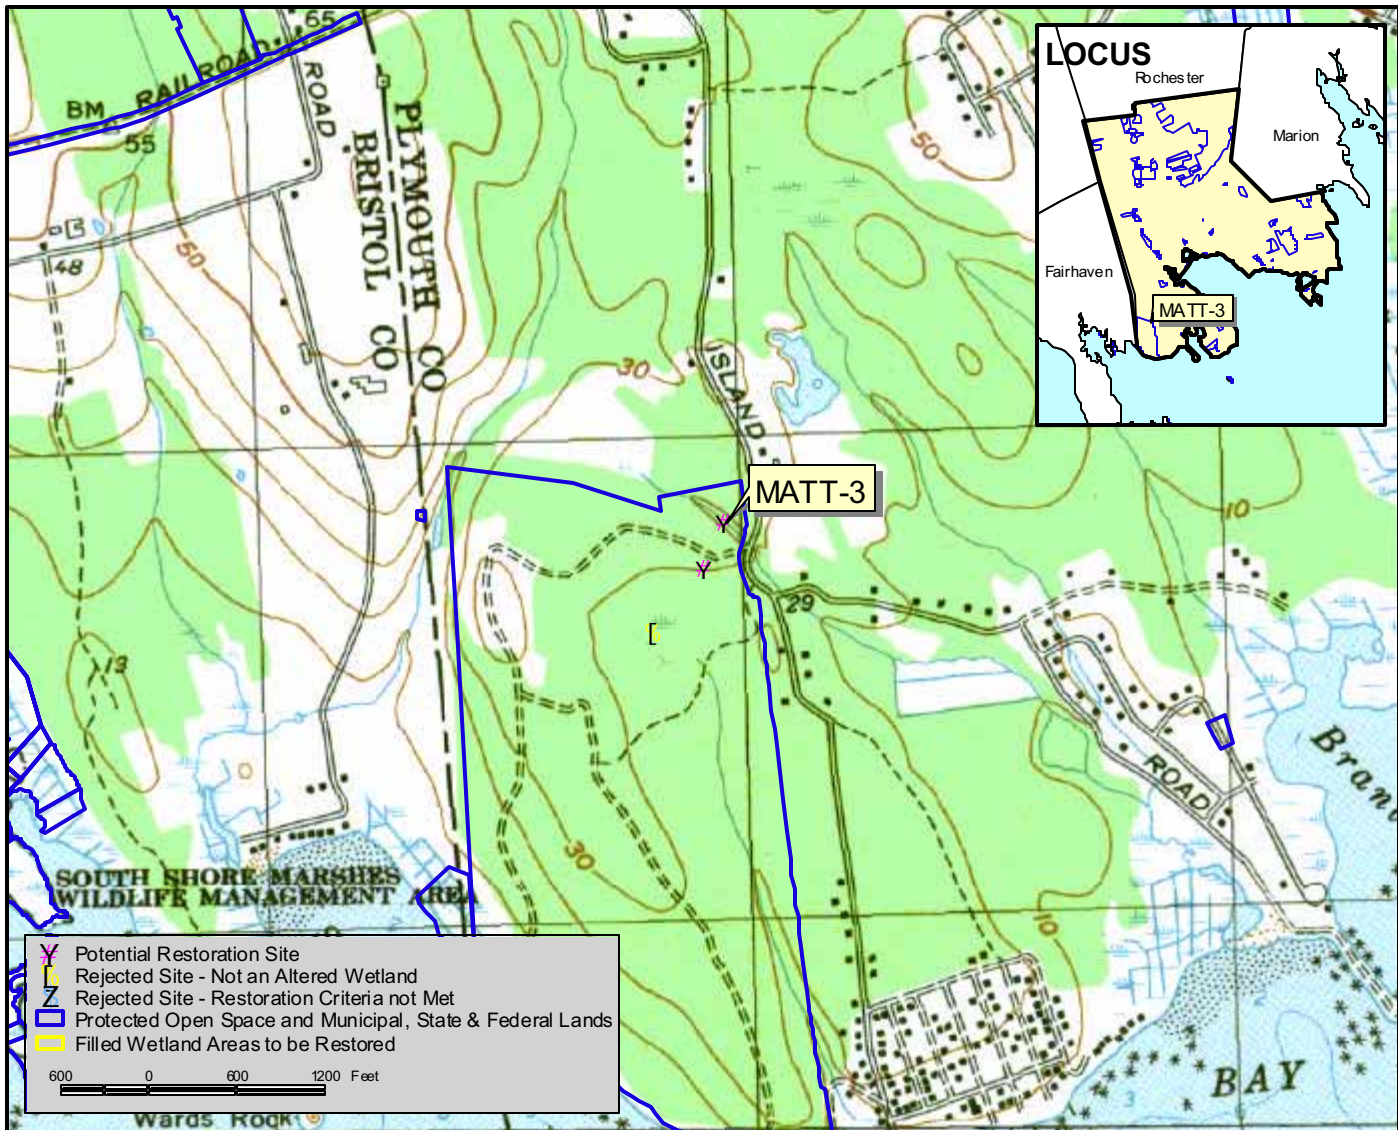 65
BM RAILROAD
55
ROAD
PLYMOUTH CO
BRISTOL CO
50
48
50
30
ISLAND
LOCUS
Rochester
Marion
Fairhaven
MATT-3
MATT-3
10
29
13
ROAD
30
10
SOUTH SHORE MARSHES
WILDLIFE MANAGEMENT AREA
BAY
3
2
Y Potential Restoration Site
[ Rejected Site - Not an Altered Wetland
Z Rejected Site - Restoration Criteria not Met
Protected Open Space and Municipal, State & Federal Lands
Filled Wetland Areas to be Restored
600 0 600 1200 Feet
Wards Rock